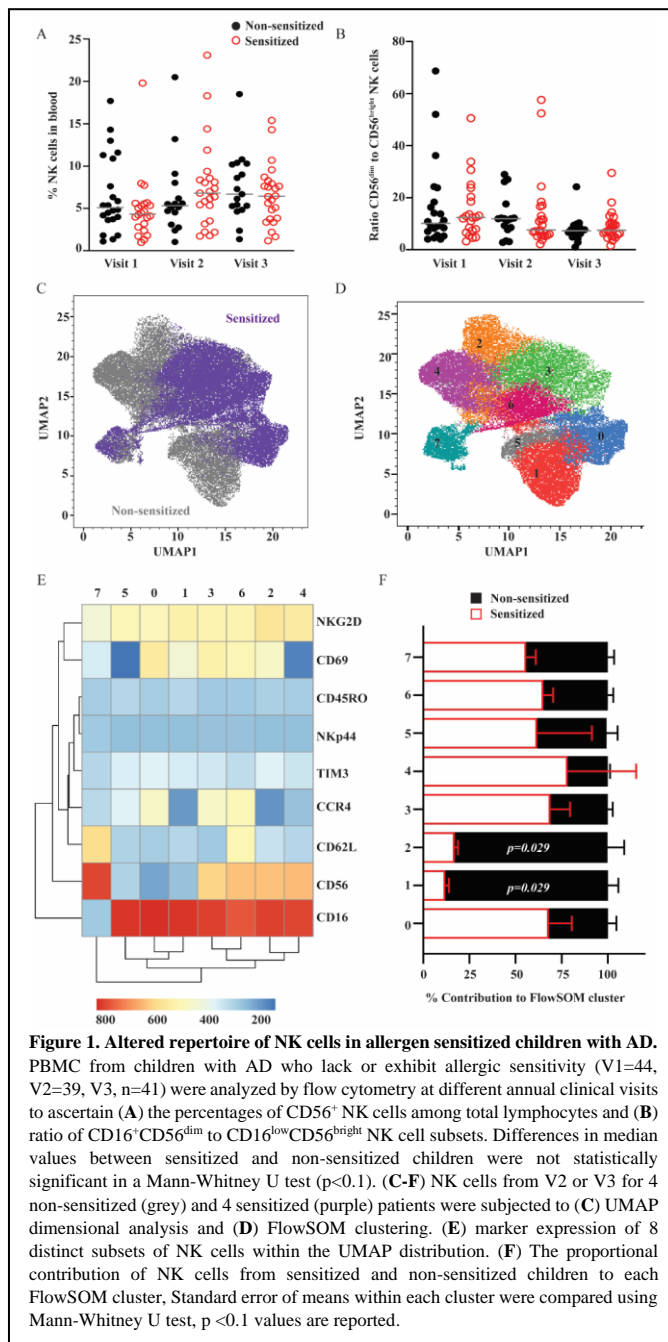 A
Non-sensitized
Sensitized
B
% NK cells in blood
25
20
15
10
5
0
Visit 1 Visit 2 Visit 3
Ratio CD56dim to CD56bright NK cells
80
60
40
20
0
Visit 1 Visit 2 Visit 3
C
Sensitized
Non-sensitized
UMAP2
25
20
15
10
5
0
0 5 10 15 20
UMAP1
D
2
4
3
6
7
5
0
1
UMAP2
25
20
15
10
5
0
0 5 10 15 20
UMAP1
E
7 5 0 1 3 6 2 4
NKG2D
CD69
CD45RO
NKp44
TIM3
CCR4
CD62L
CD56
CD16
800 600 400 200
F
Non-sensitized
Sensitized
7
6
5
4
3
2
p=0.029
1
p=0.029
0
0 25 50 75 100
% Contribution to FlowSOM cluster
Figure 1. Altered repertoire of NK cells in allergen sensitized children with AD.
PBMC from children with AD who lack or exhibit allergic sensitivity (V1=44,
V2=39, V3, n=41) were analyzed by flow cytometry at different annual clinical visits
to ascertain (A) the percentages of CD56+ NK cells among total lymphocytes and (B)
ratio of CD16+CD56dim to CD16lowCD56bright NK cell subsets. Differences in median
values between sensitized and non-sensitized children were not statistically
significant in a Mann-Whitney U test (p<0.1). (C-F) NK cells from V2 or V3 for 4
non-sensitized (grey) and 4 sensitized (purple) patients were subjected to (C) UMAP
dimensional analysis and (D) FlowSOM clustering. (E) marker expression of 8
distinct subsets of NK cells within the UMAP distribution. (F) The proportional
contribution of NK cells from sensitized and non-sensitized children to each
FlowSOM cluster, Standard error of means within each cluster were compared using
Mann-Whitney U test, p <0.1 values are reported.